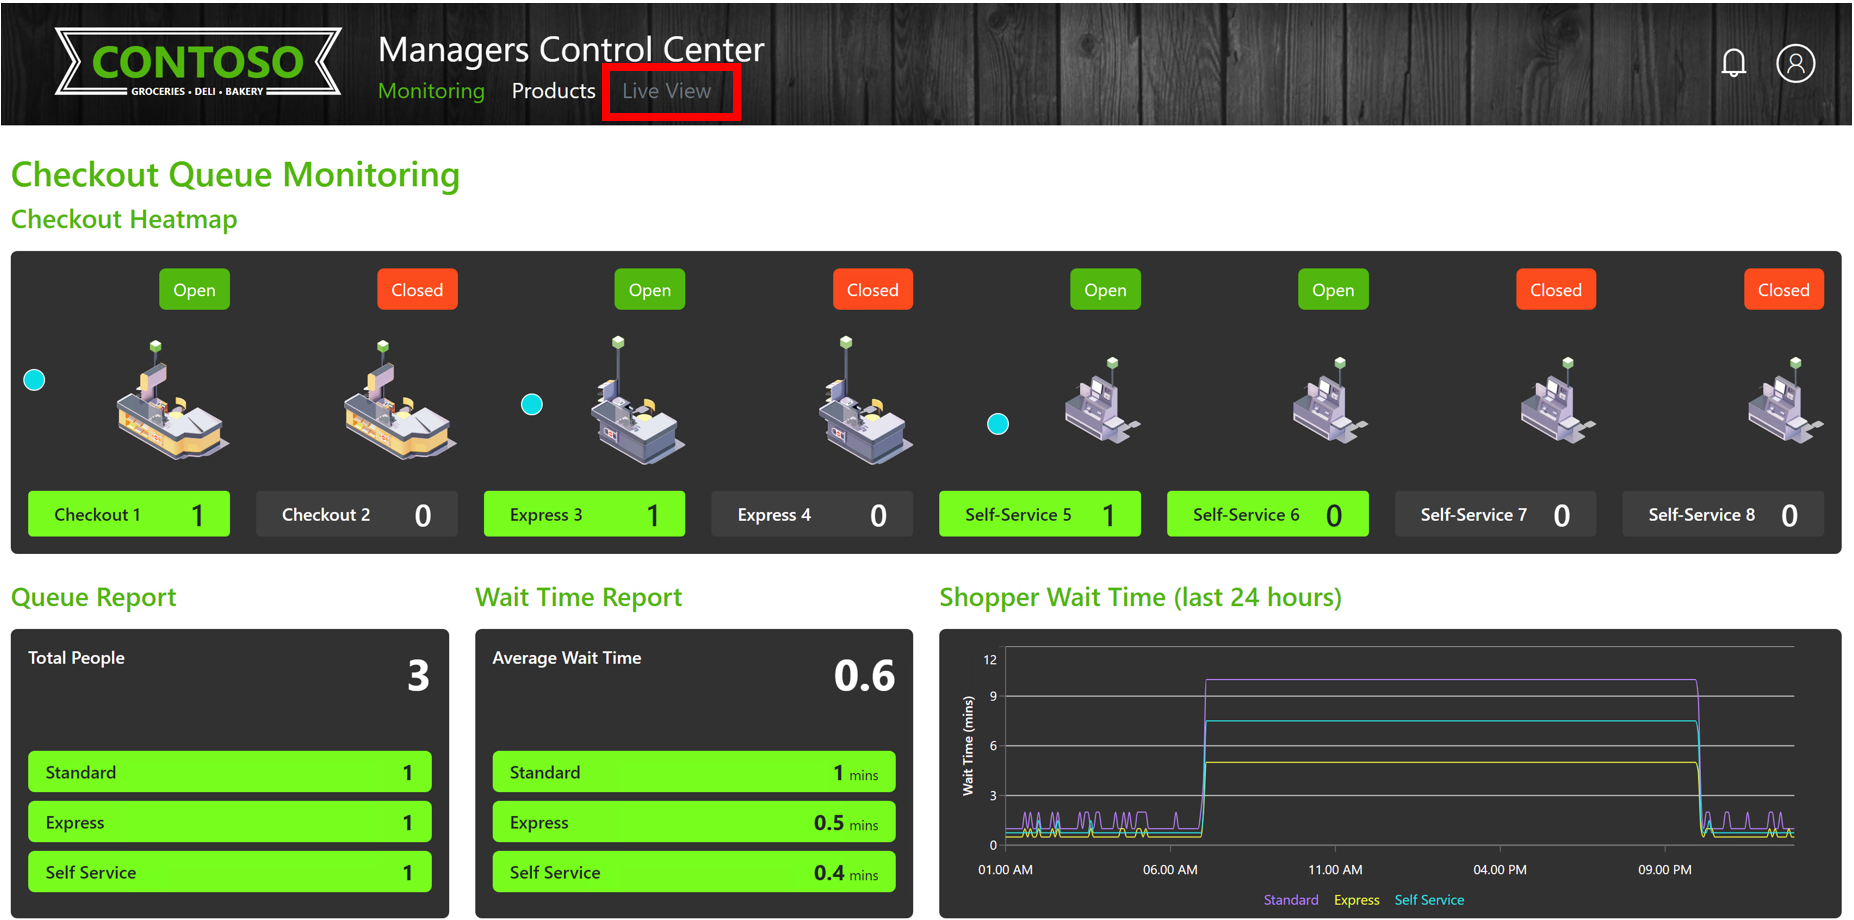 CONTOSO
GROCERIES • DELI • BAKERY
Managers Control Center
Monitoring Products Live View
Checkout Queue Monitoring
Checkout Heatmap
Open Closed Open Closed Open Open Closed Closed
Checkout 1 1 Checkout 2 0 Express 3 1 Express 4 0 Self-Service 5 1 Self-Service 6 0 Self-Service 7 0 Self-Service 8 0
Queue Report
Total People 3
Standard 1
Express 1
Self Service 1
Wait Time Report
Average Wait Time 0.6
Standard 1 mins
Express 0.5 mins
Self Service 0.4 mins
Shopper Wait Time (last 24 hours)
Wait Time (mins)
12
9
6
3
0
01.00 AM 06.00 AM 11.00 AM 04.00 PM 09.00 PM
Standard Express Self Service